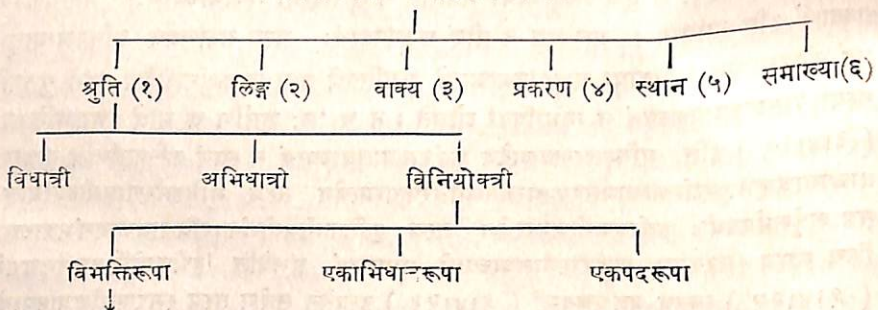 श्रुति (१) लिङ्ग (२) वाक्य (३) प्रकरण (४) स्थान (५) समाख्या(६)
विधात्री अभिधात्री विनियोक्त्री
विभक्तिरूपा एकाभिधानरूपा एकपदरूपा